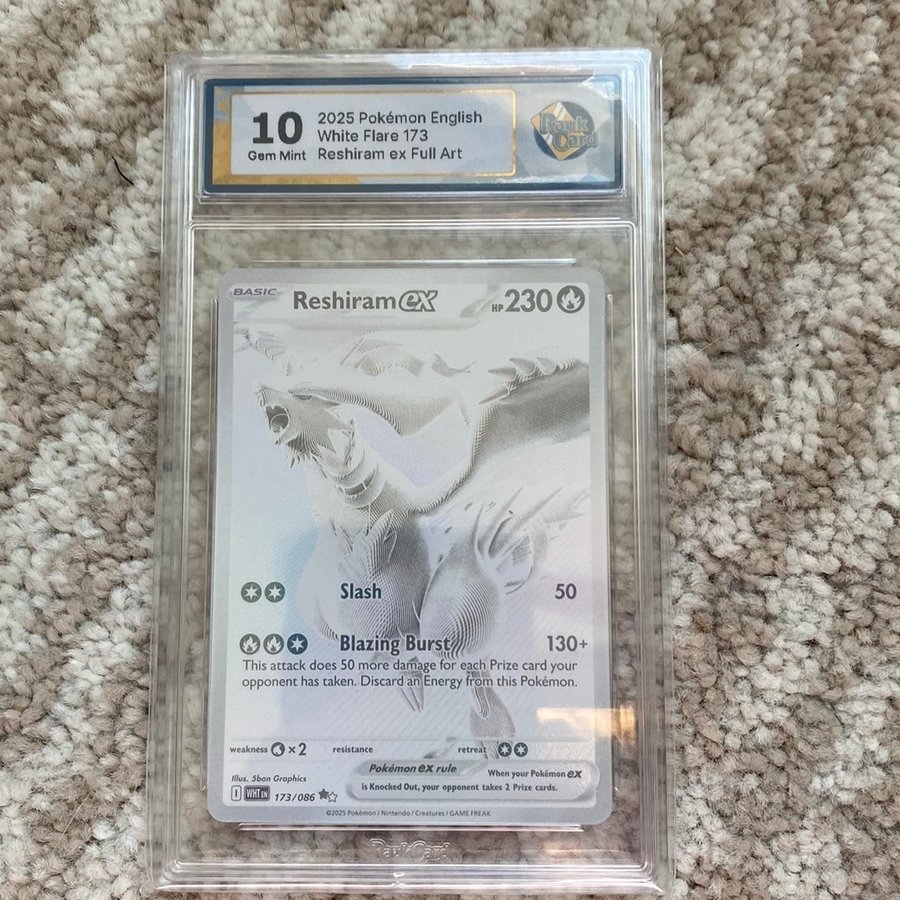 10
Gem Mint
2025 Pokémon English
White Flare 173
Reshiram ex Full Art
Rank Card
BASIC
Reshiram ex
HP 230
Slash 50
Blazing Burst 130+
This attack does 50 more damage for each Prize card your
opponent has taken. Discard an Energy from this Pokémon.
weakness ×2 resistance retreat
Pokémon ex rule When your Pokémon ex
is Knocked Out, your opponent takes 2 Prize cards.
Illus. 5ban Graphics
I WHT EN 173/086
©2025 Pokémon / Nintendo / Creatures / GAME FREAK
RankCard